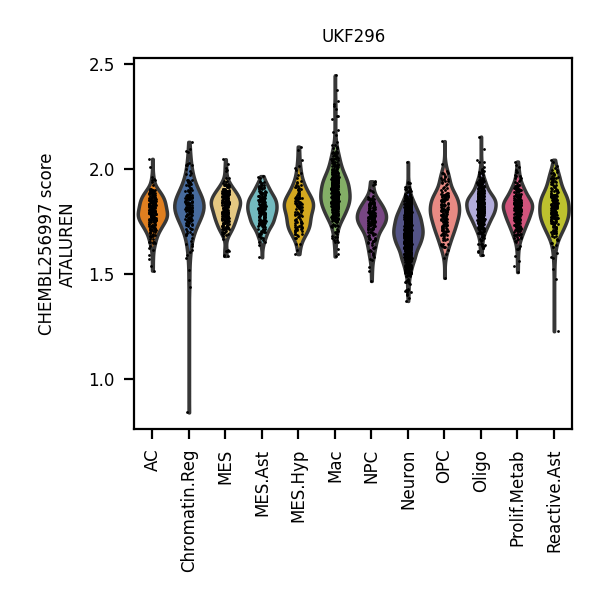 UKF296
CHEMBL256997 score
ATALUREN
2.5
2.0
1.5
1.0
AC
Chromatin.Reg
MES
MES.Ast
MES.Hyp
Mac
NPC
Neuron
OPC
Oligo
Prolif.Metab
Reactive.Ast